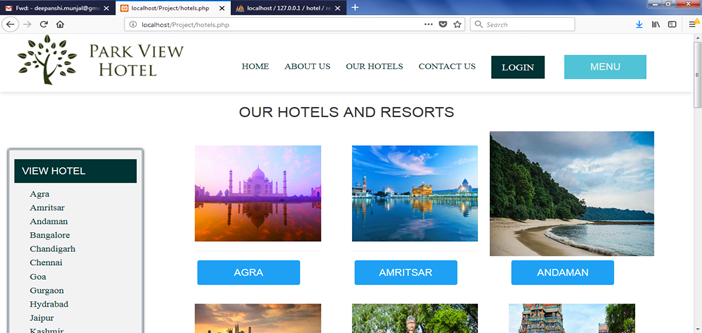 Fwd: - deepanshi.munjal@gm
localhost/Project/hotels.php
localhost / 127.0.0.1 / hotel / r
localhost/Project/hotels.php
Search
PARK VIEW
HOTEL
HOME
ABOUT US
OUR HOTELS
CONTACT US
LOGIN
MENU
OUR HOTELS AND RESORTS
VIEW HOTEL
Agra
Amritsar
Andaman
Bangalore
Chandigarh
Chennai
Goa
Gurgaon
Hydrabad
Jaipur
Kashmir
AGRA
AMRITSAR
ANDAMAN